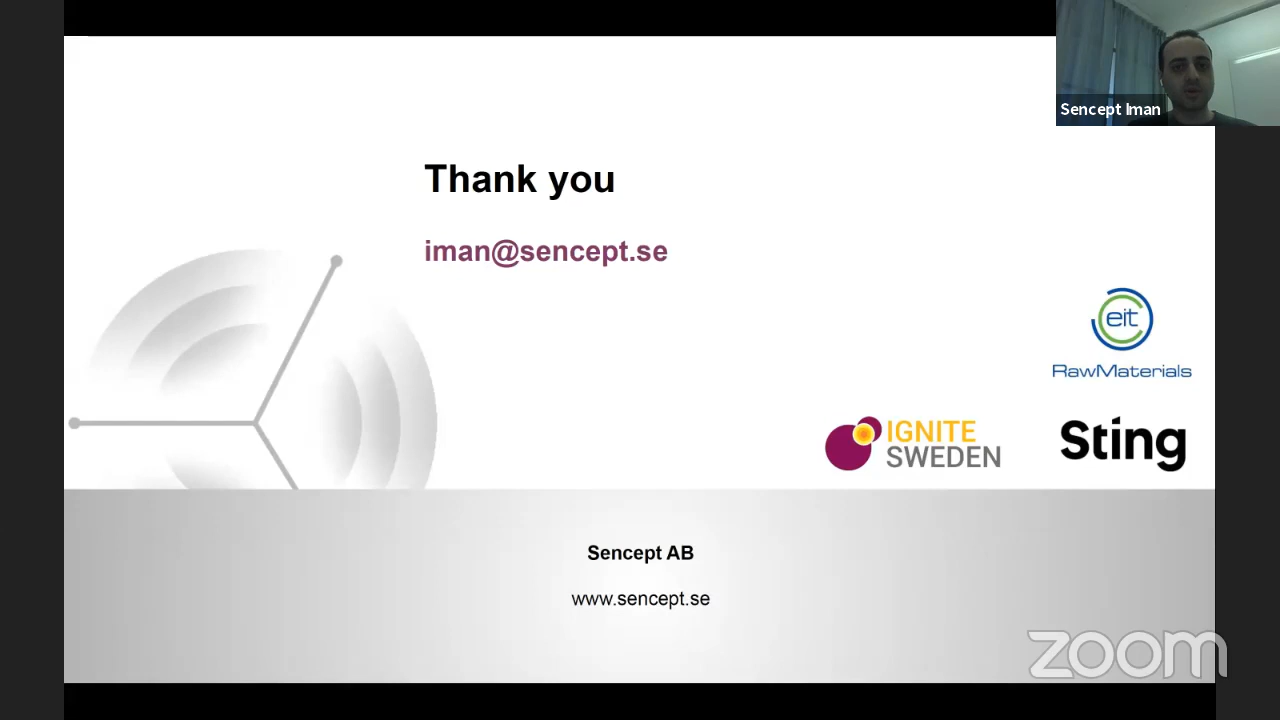 Sencept Iman
Thank you
iman@sencept.se
eit
RawMaterials
IGNITE
SWEDEN
Sting
Sencept AB
www.sencept.se
zoom